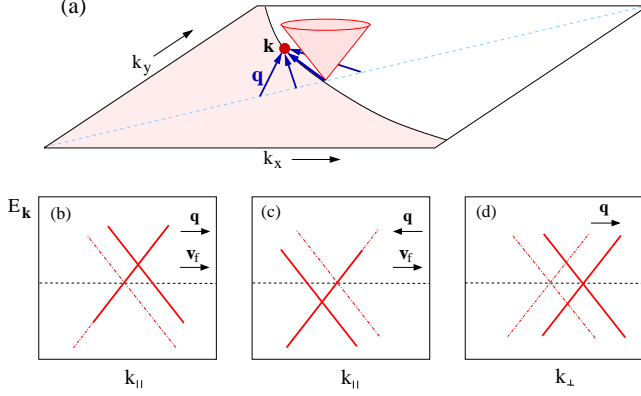 (a)
k_y
k
q
k_x
E_k
(b)
q
v_f
k_||
(c)
q
v_f
k_||
(d)
q
k_⊥